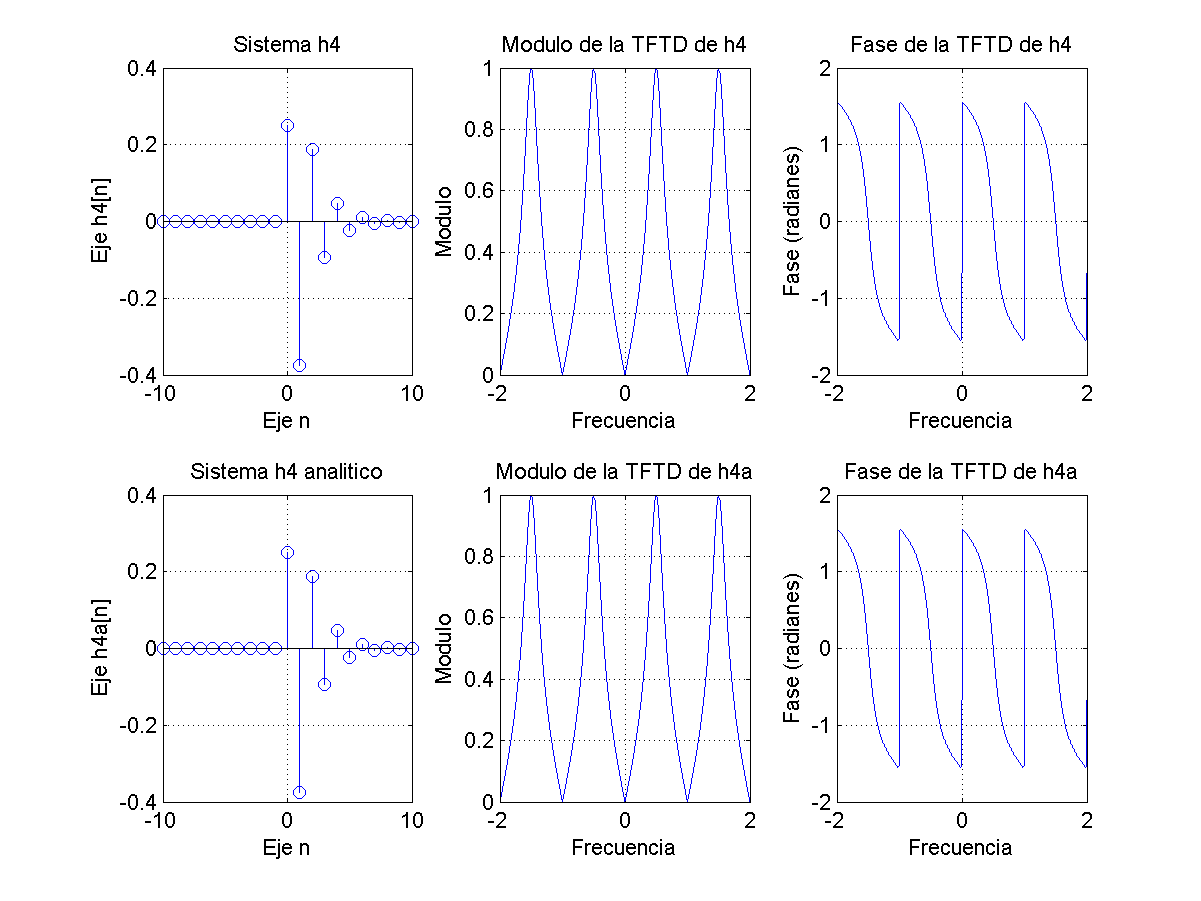 Sistema h4
Modulo de la TFTD de h4
Fase de la TFTD de h4
0.4
0.2
0
-0.2
-0.4
-10
0
10
Eje h4[n]
Eje n
1
0.8
0.6
0.4
0.2
0
-2
0
2
Modulo
Frecuencia
2
1
0
-1
-2
-2
0
2
Fase (radianes)
Frecuencia
Sistema h4 analitico
Modulo de la TFTD de h4a
Fase de la TFTD de h4a
0.4
0.2
0
-0.2
-0.4
-10
0
10
Eje h4a[n]
Eje n
1
0.8
0.6
0.4
0.2
0
-2
0
2
Modulo
Frecuencia
2
1
0
-1
-2
-2
0
2
Fase (radianes)
Frecuencia